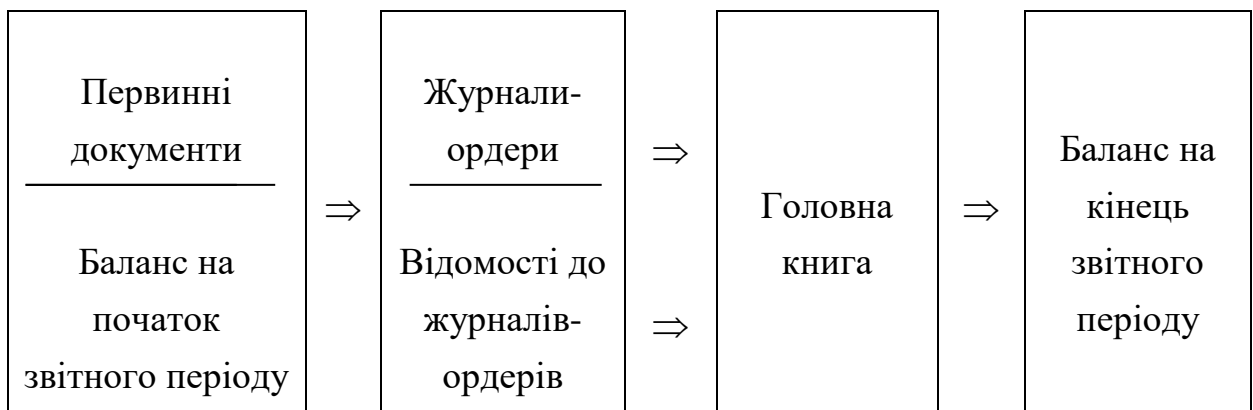 Первинні
документи
Баланс на
початок
звітного періоду
⇒
Журнали-
ордери
Відомості до
журналів-
ордерів
⇒
⇒
Головна
книга
⇒
Баланс на
кінець
звітного
періоду